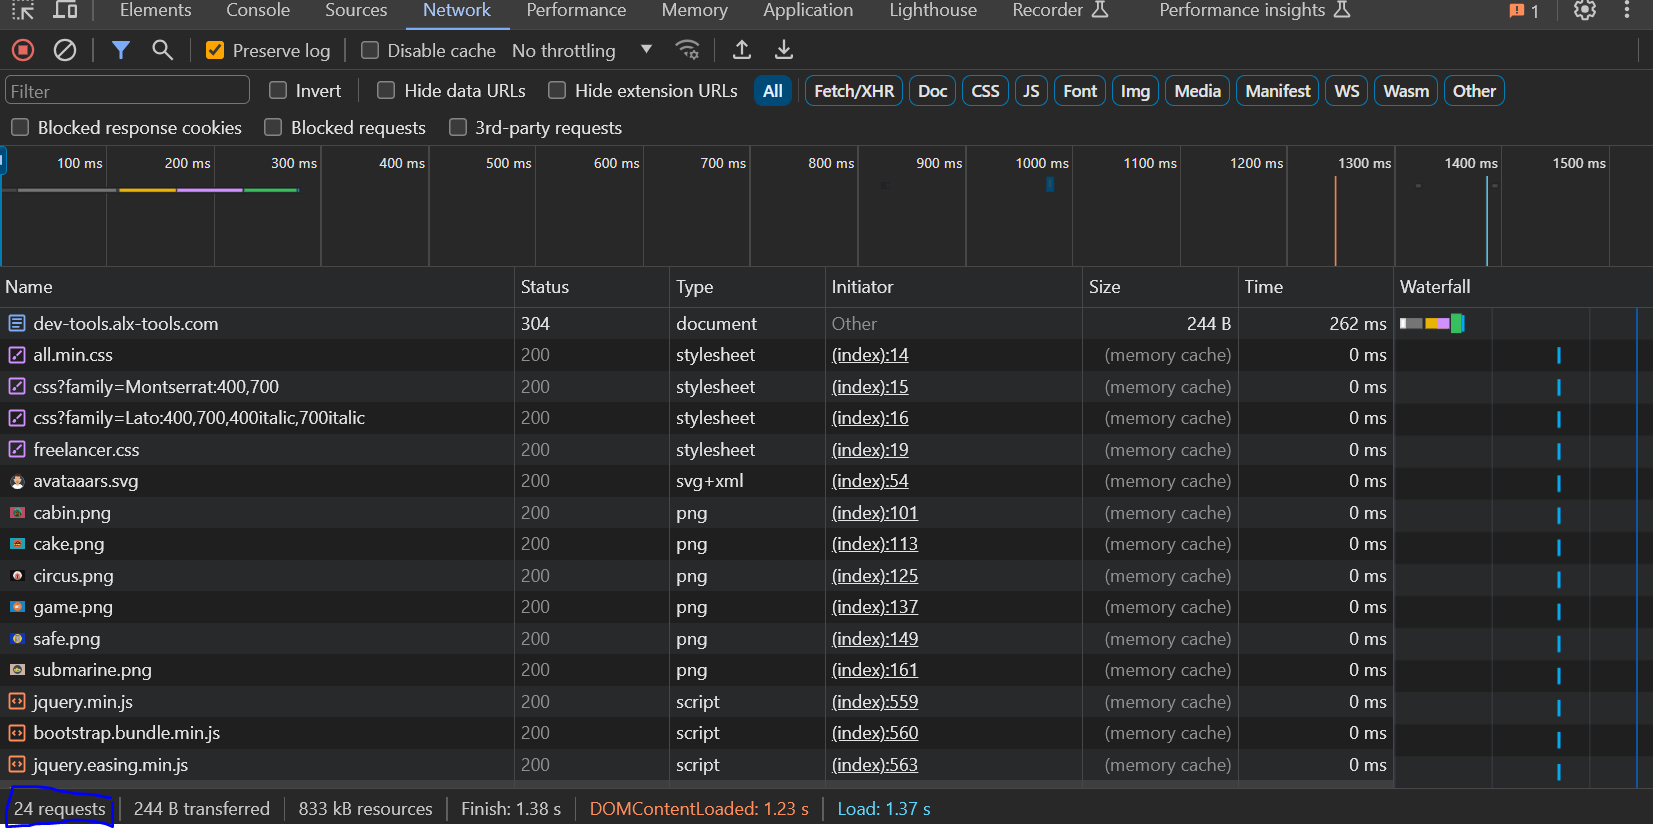 Elements Console Sources Network Performance Memory Application Lighthouse Recorder Performance insights 1
Preserve log Disable cache No throttling
Filter Invert Hide data URLs Hide extension URLs All Fetch/XHR Doc CSS JS Font Img Media Manifest WS Wasm Other
Blocked response cookies Blocked requests 3rd-party requests
100 ms 200 ms 300 ms 400 ms 500 ms 600 ms 700 ms 800 ms 900 ms 1000 ms 1100 ms 1200 ms 1300 ms 1400 ms 1500 ms
Name Status Type Initiator Size Time Waterfall
dev-tools.alx-tools.com 304 document Other 244 B 262 ms
all.min.css 200 stylesheet (index):14 (memory cache) 0 ms
css?family=Montserrat:400,700 200 stylesheet (index):15 (memory cache) 0 ms
css?family=Lato:400,700,400italic,700italic 200 stylesheet (index):16 (memory cache) 0 ms
freelancer.css 200 stylesheet (index):19 (memory cache) 0 ms
avataaars.svg 200 svg+xml (index):54 (memory cache) 0 ms
cabin.png 200 png (index):101 (memory cache) 0 ms
cake.png 200 png (index):113 (memory cache) 0 ms
circus.png 200 png (index):125 (memory cache) 0 ms
game.png 200 png (index):137 (memory cache) 0 ms
safe.png 200 png (index):149 (memory cache) 0 ms
submarine.png 200 png (index):161 (memory cache) 0 ms
jquery.min.js 200 script (index):559 (memory cache) 0 ms
bootstrap.bundle.min.js 200 script (index):560 (memory cache) 0 ms
jquery.easing.min.js 200 script (index):563 (memory cache) 0 ms
24 requests 244 B transferred 833 kB resources Finish: 1.38 s DOMContentLoaded: 1.23 s Load: 1.37 s